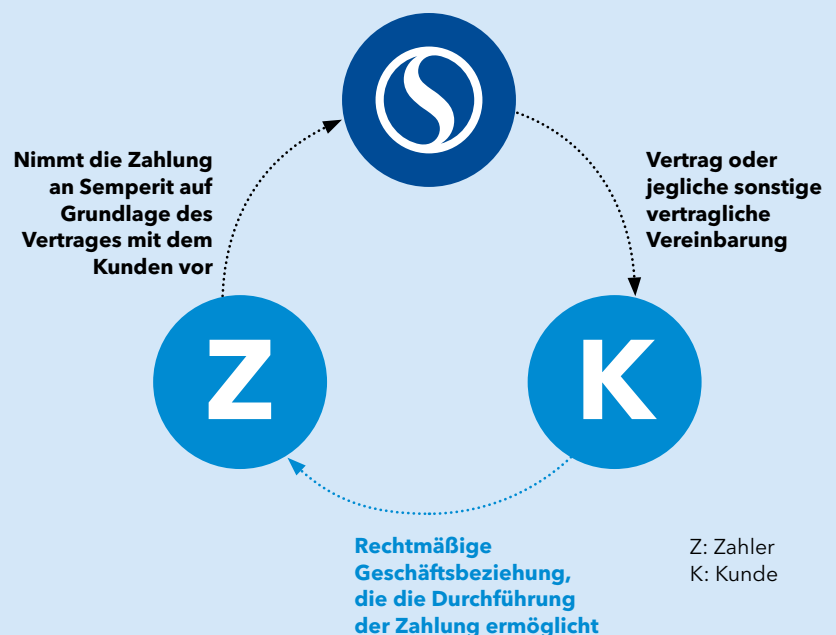 Nimmt die Zahlung
an Semperit auf
Grundlage des
Vertrages mit dem
Kunden vor
Vertrag oder
jegliche sonstige
vertragliche
Vereinbarung
Z
K
Rechtmäßige
Geschäftsbeziehung,
die die Durchführung
der Zahlung ermöglicht
Z: Zahler
K: Kunde